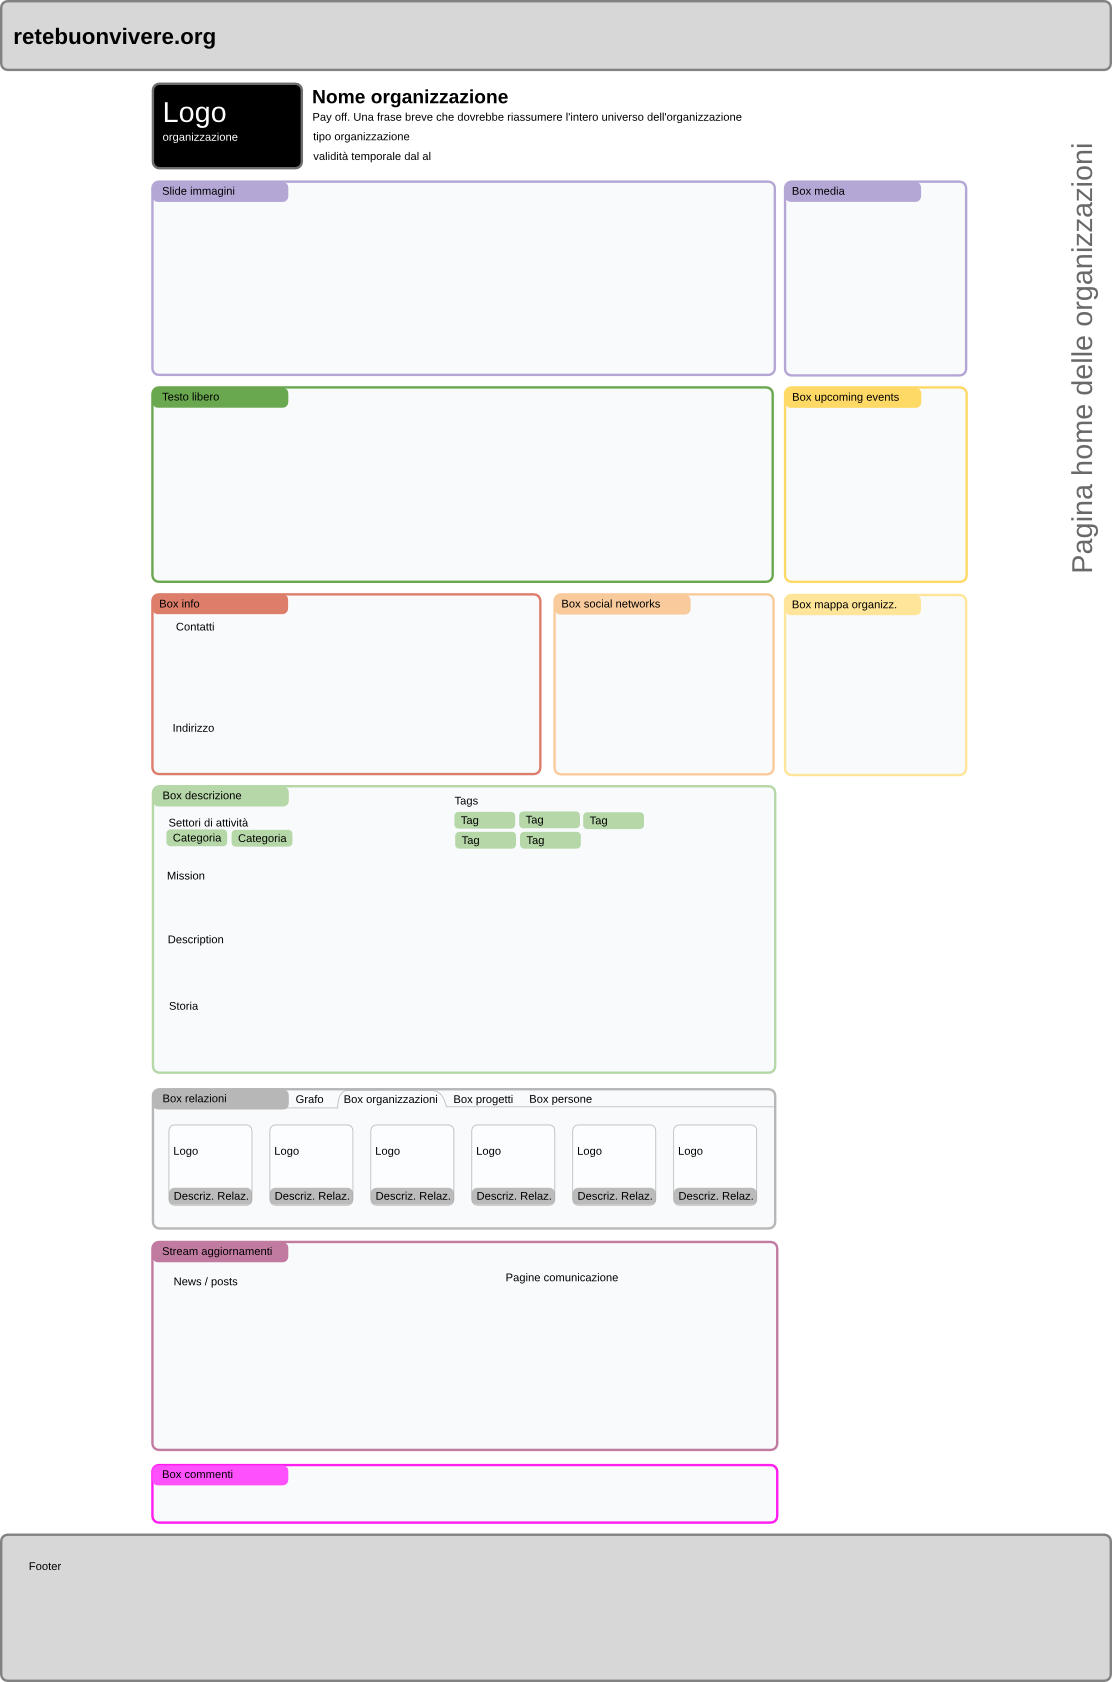 retebuonvivere.org
Logo
organizzazione
Nome organizzazione
Pay off. Una frase breve che dovrebbe riassumere l'intero universo dell'organizzazione
tipo organizzazione
validità temporale dal al
Pagina home delle organizzazioni
Slide immagini
Box media
Testo libero
Box upcoming events
Box info
Contatti
Indirizzo
Box social networks
Box mappa organizz.
Box descrizione
Settori di attività
Categoria Categoria
Tags
Tag Tag Tag
Tag Tag
Mission
Description
Storia
Box relazioni Grafo Box organizzazioni Box progetti Box persone
Logo Logo Logo Logo Logo Logo
Descriz. Relaz. Descriz. Relaz. Descriz. Relaz. Descriz. Relaz. Descriz. Relaz. Descriz. Relaz.
Stream aggiornamenti
News / posts
Pagine comunicazione
Box commenti
Footer